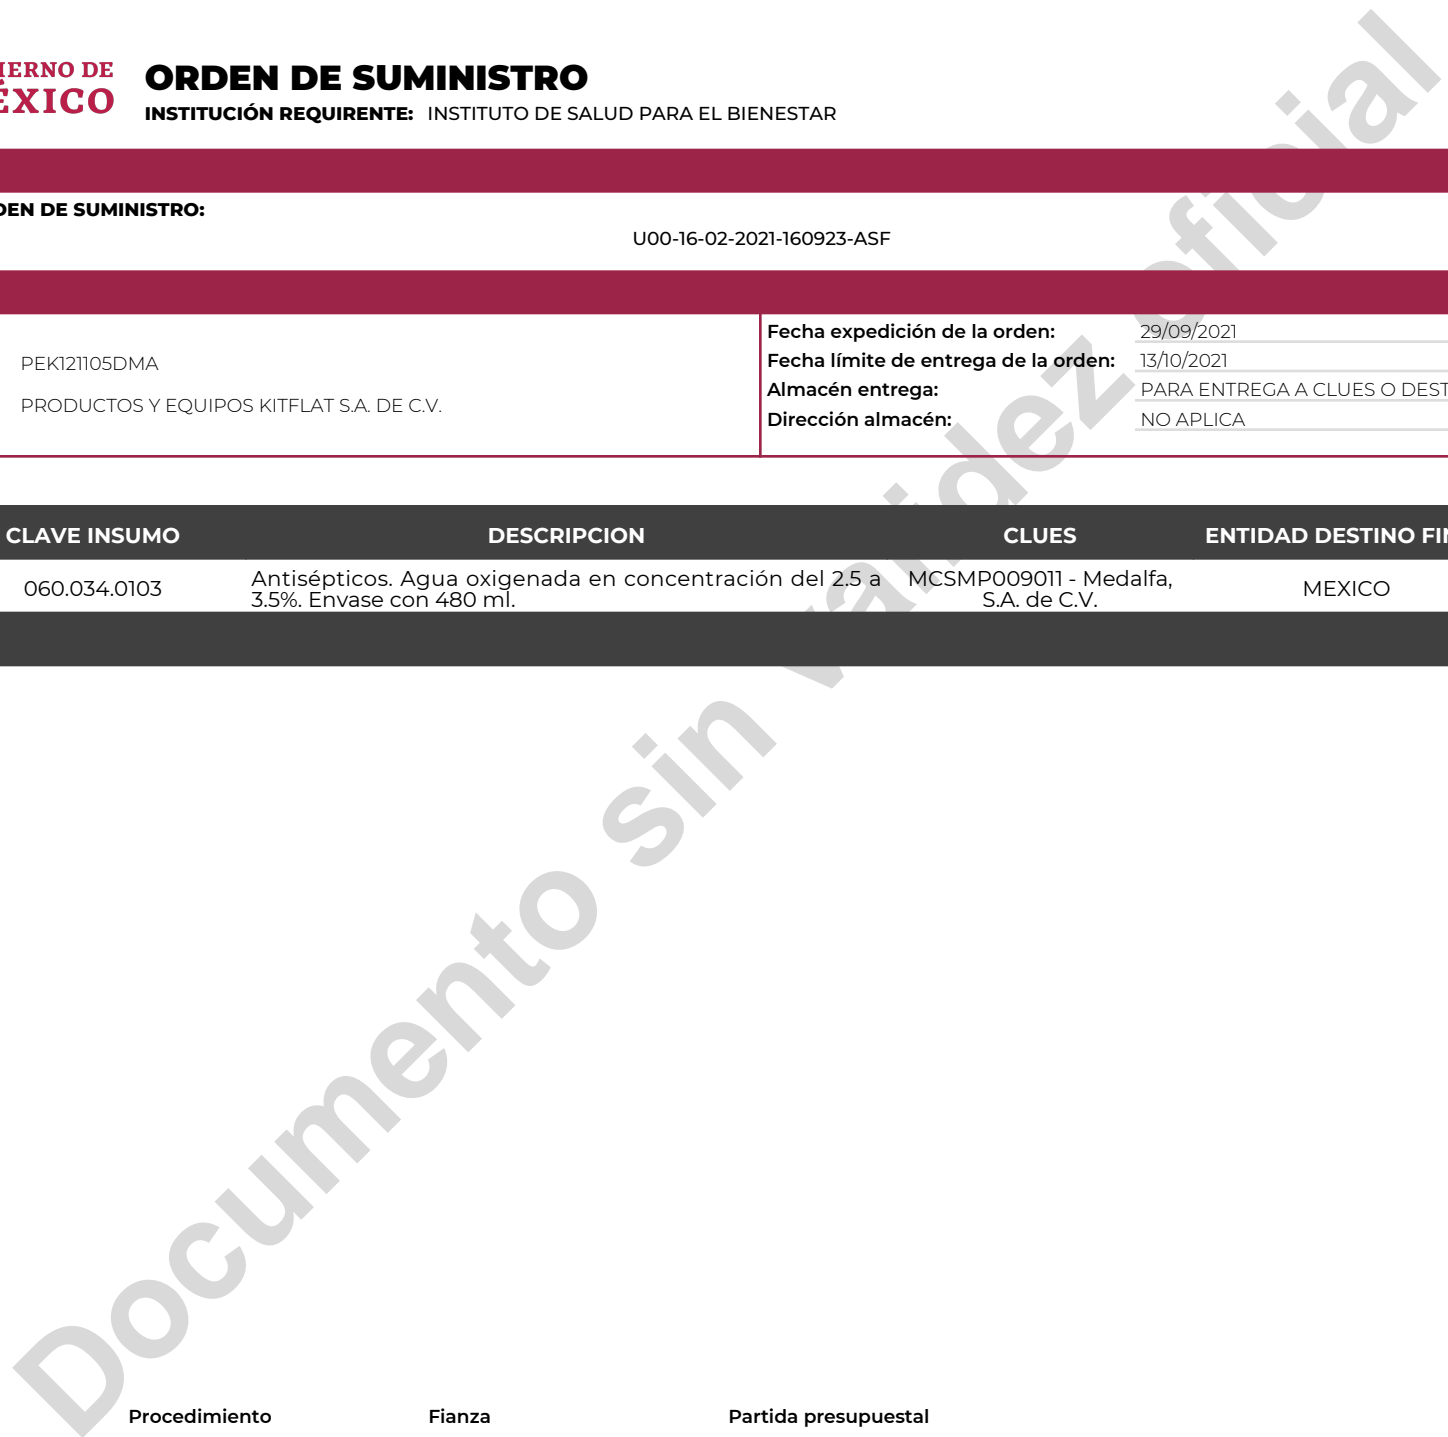 IERNO DE
ÉXICO
ORDEN DE SUMINISTRO
INSTITUCIÓN REQUIRENTE: INSTITUTO DE SALUD PARA EL BIENESTAR
DEN DE SUMINISTRO:
U00-16-02-2021-160923-ASF
PEK121105DMA
PRODUCTOS Y EQUIPOS KITFLAT S.A. DE C.V.
Fecha expedición de la orden: 29/09/2021
Fecha límite de entrega de la orden: 13/10/2021
Almacén entrega: PARA ENTREGA A CLUES O DEST
Dirección almacén: NO APLICA
CLAVE INSUMO DESCRIPCION CLUES ENTIDAD DESTINO FIN
060.034.0103
Antisépticos. Agua oxigenada en concentración del 2.5 a
3.5%. Envase con 480 ml.
MCSMP009011 - Medalfa,
S.A. de C.V.
MEXICO
Documento sin validez oficial
Procedimiento Fianza Partida presupuestal